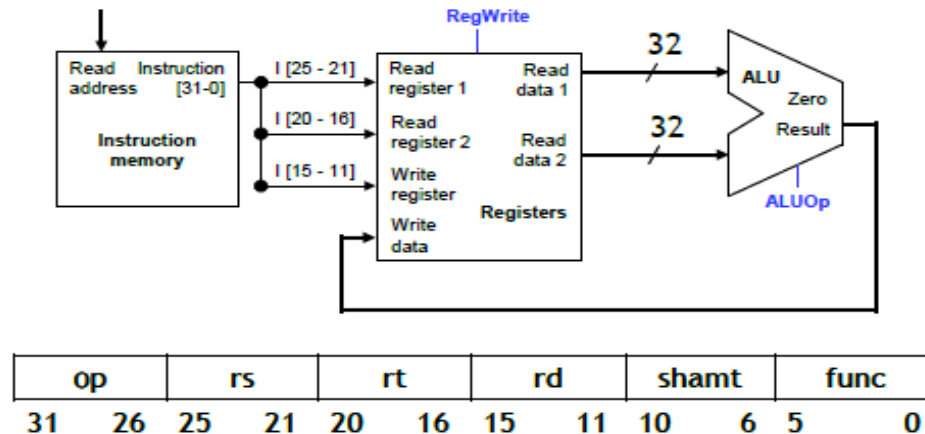 RegWrite
Read address
Instruction [31-0]
Instruction memory
I [25 - 21]
I [20 - 16]
I [15 - 11]
Read register 1
Read register 2
Write register
Write data
Read data 1
Read data 2
Registers
32
32
ALU
Zero
Result
ALUOp
op rs rt rd shamt func
31 26 25 21 20 16 15 11 10 6 5 0